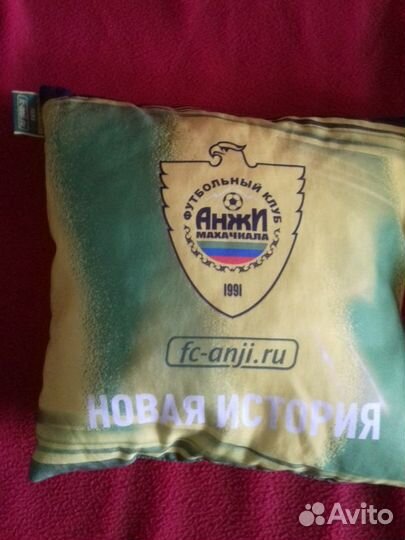 ФУТБОЛЬНЫЙ КЛУБ
АНЖИ
МАХАЧКАЛА
1991
fc-anji.ru
НОВАЯ ИСТОРИЯ
Avito